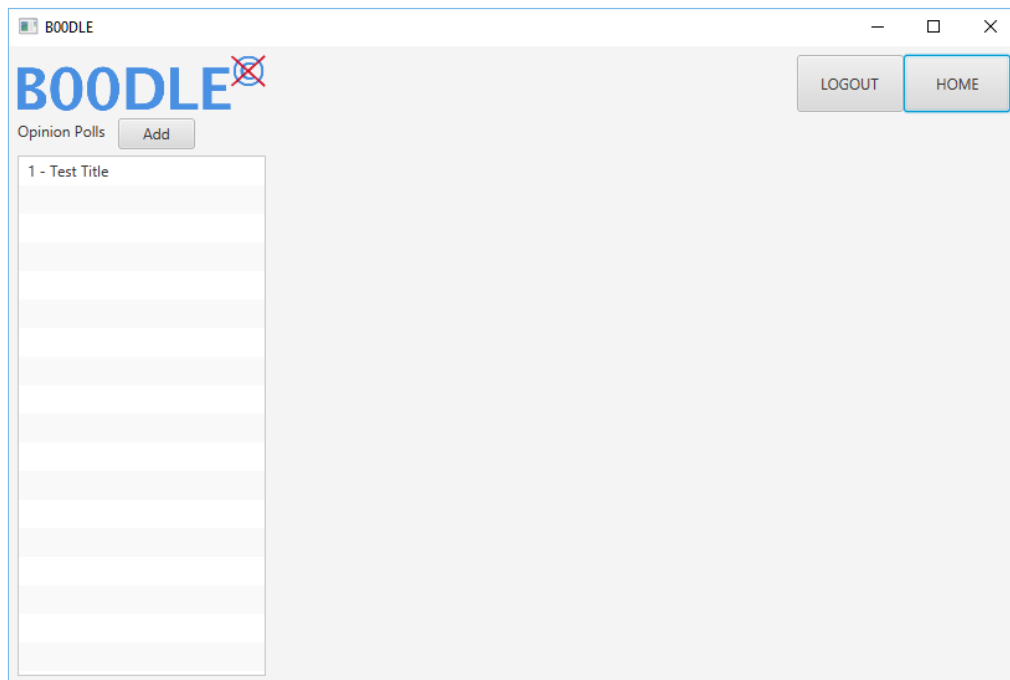 B00DLE
B00DLE
LOGOUT HOME
Opinion Polls Add
1 - Test Title